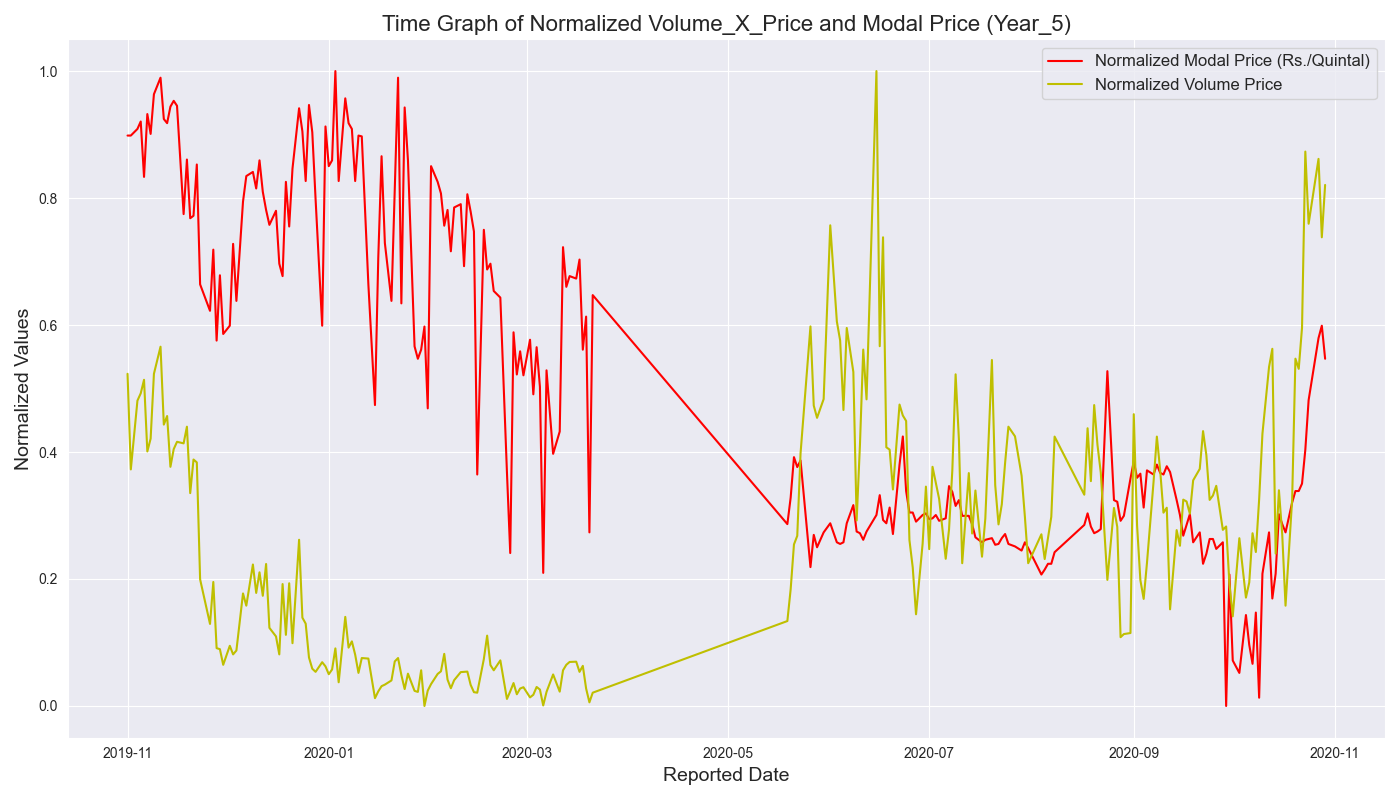 Time Graph of Normalized Volume_X_Price and Modal Price (Year_5)
Normalized Modal Price (Rs./Quintal)
Normalized Volume Price
Normalized Values
1.0
0.8
0.6
0.4
0.2
0.0
2019-11
2020-01
2020-03
2020-05
2020-07
2020-09
2020-11
Reported Date